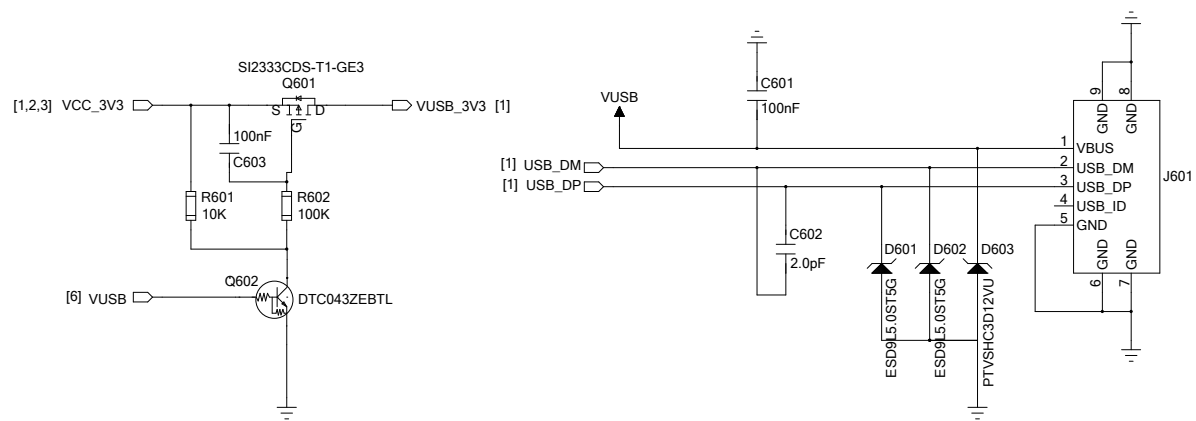 SI2333CDS-T1-GE3
Q601
[1,2,3] VCC_3V3
S
D
G
VUSB_3V3 [1]
100nF
C603
R601
10K
R602
100K
Q602
[6] VUSB
DTC043ZEBTL
VUSB
C601
100nF
[1] USB_DM
[1] USB_DP
C602
2.0pF
D601
D602
D603
ESD9L5.0ST5G
ESD9L5.0ST5G
PTVSHC3D12VU
9
8
GND
GND
1
VBUS
2
USB_DM
3
USB_DP
4
USB_ID
5
GND
J601
GND
GND
6
7